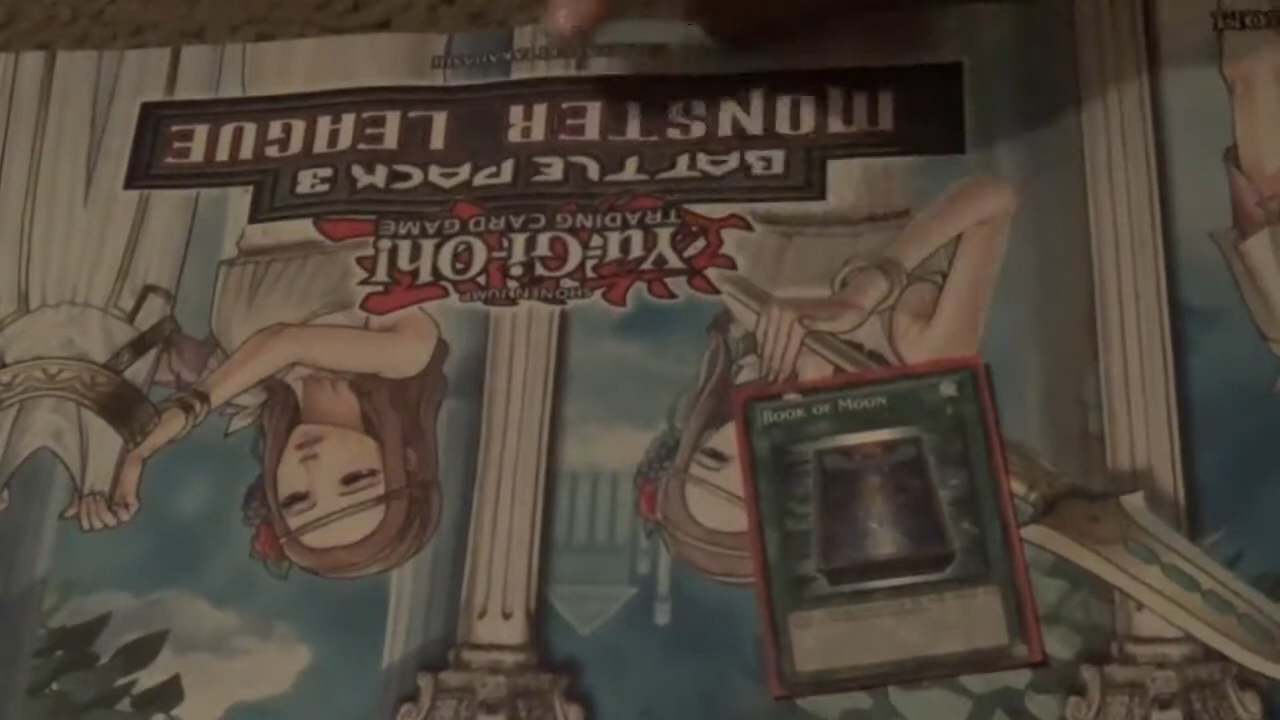 SHONEN JUMP
Yu-Gi-Oh!
TRADING CARD GAME
BATTLE PACK 3
MONSTER LEAGUE
BOOK OF MOON